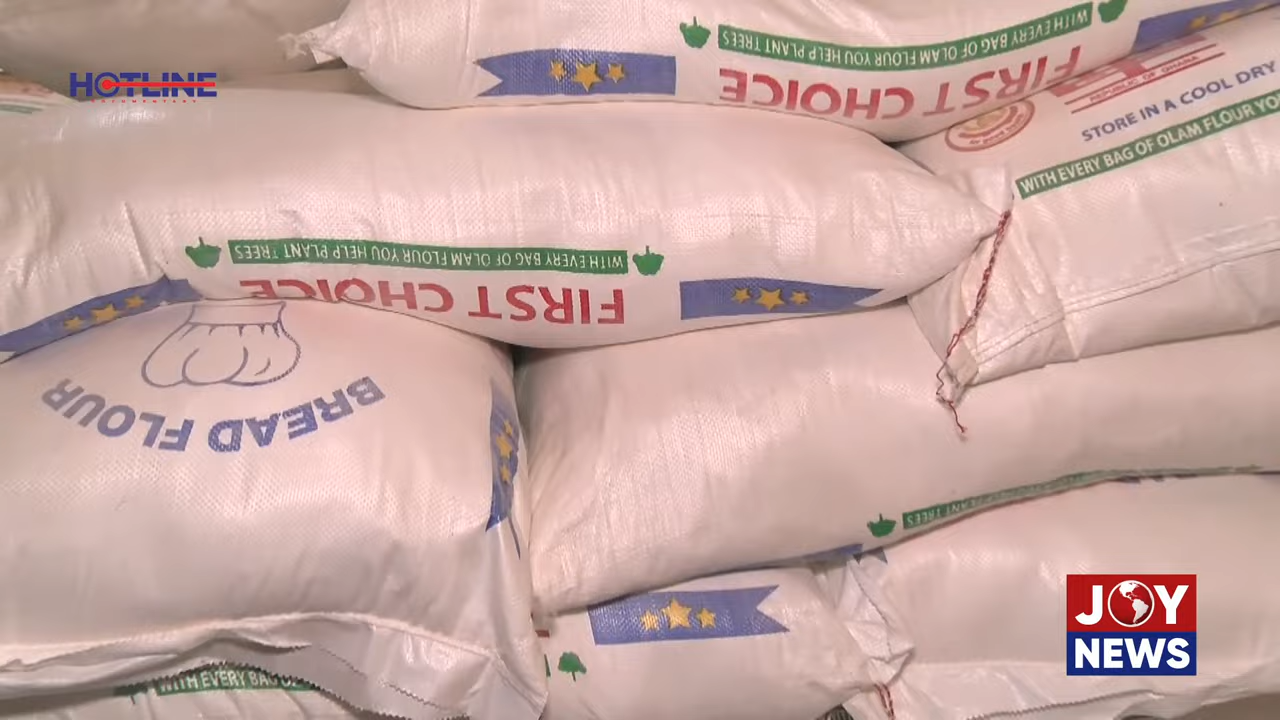 WITH EVERY BAG OF OLAM FLOUR YOU HELP PLANT TREES
FIRST CHOICE
HOTLINE
DOCUMENTARY
REPUBLIC OF GHANA
STORE IN A COOL DRY
WITH EVERY BAG OF OLAM FLOUR YO
WITH EVERY BAG OF OLAM FLOUR YOU HELP PLANT TREES
FIRST CHOICE
BREAD FLOUR
PLANT TREES
JOY
NEWS
WITH EVERY BAG O